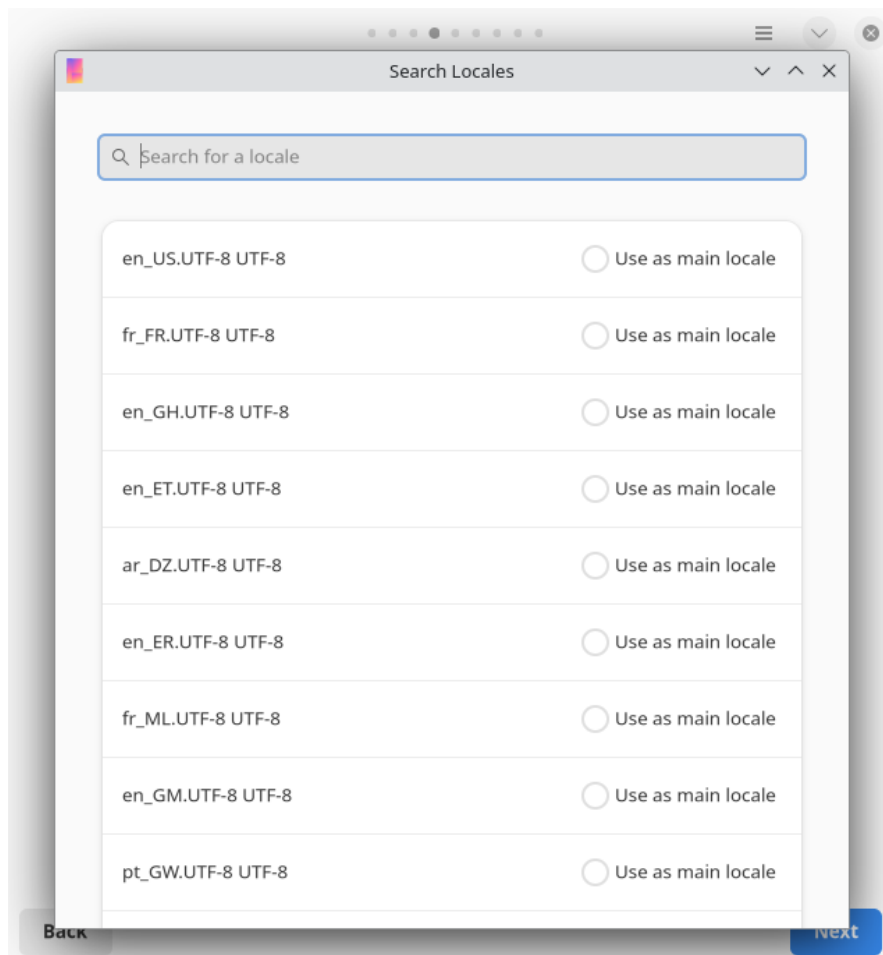 Search Locales
Search for a locale
en_US.UTF-8 UTF-8 Use as main locale
fr_FR.UTF-8 UTF-8 Use as main locale
en_GH.UTF-8 UTF-8 Use as main locale
en_ET.UTF-8 UTF-8 Use as main locale
ar_DZ.UTF-8 UTF-8 Use as main locale
en_ER.UTF-8 UTF-8 Use as main locale
fr_ML.UTF-8 UTF-8 Use as main locale
en_GM.UTF-8 UTF-8 Use as main locale
pt_GW.UTF-8 UTF-8 Use as main locale
Back Next